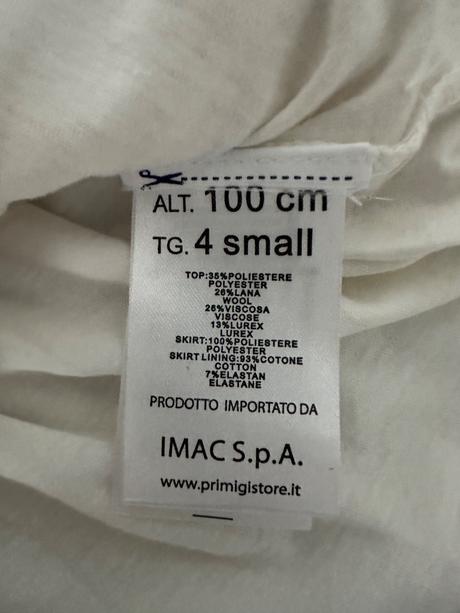 ALT. 100 cm
TG. 4 small
TOP:35%POLIESTERE
POLYESTER
26%LANA
WOOL
26%VISCOSA
VISCOSE
13%LUREX
LUREX
SKIRT:100%POLIESTERE
POLYESTER
SKIRT LINING:93%COTONE
COTTON
7%ELASTAN
ELASTANE
PRODOTTO IMPORTATO DA
IMAC S.p.A.
www.primigistore.it